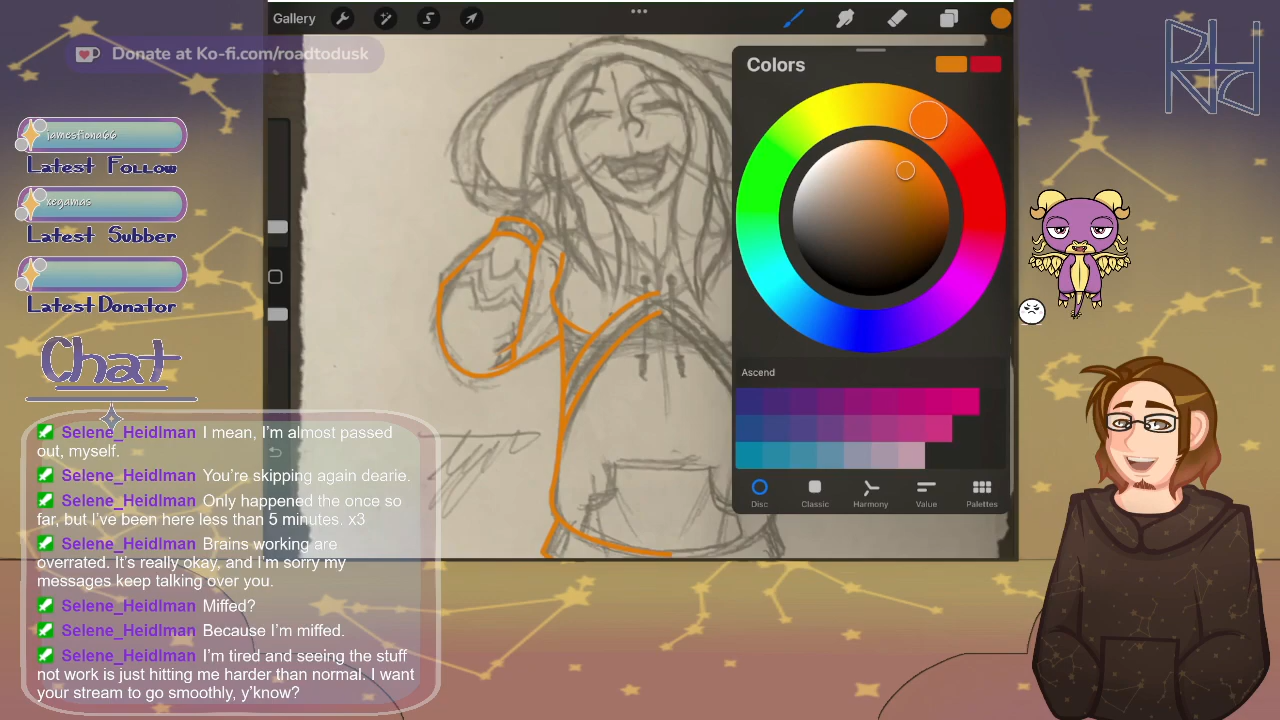 Gallery
Donate at Ko-fi.com/roadtodusk
Colors
jamesfiona66
Latest Follow
xegamas
Latest Subber
Latest Donator
Chat
Selene_Heidlman I mean, I'm almost passed
out, myself.
Selene_Heidlman You're skipping again dearie.
Selene_Heidlman Only happened the once so
far, but I've been here less than 5 minutes. x3
Selene_Heidlman Brains working are
overrated. It's really okay, and I'm sorry my
messages keep talking over you.
Selene_Heidlman Miffed?
Selene_Heidlman Because I'm miffed.
Selene_Heidlman I'm tired and seeing the stuff
not work is just hitting me harder than normal. I want
your stream to go smoothly, y'know?
Ascend
Disc Classic Harmony Value Palettes